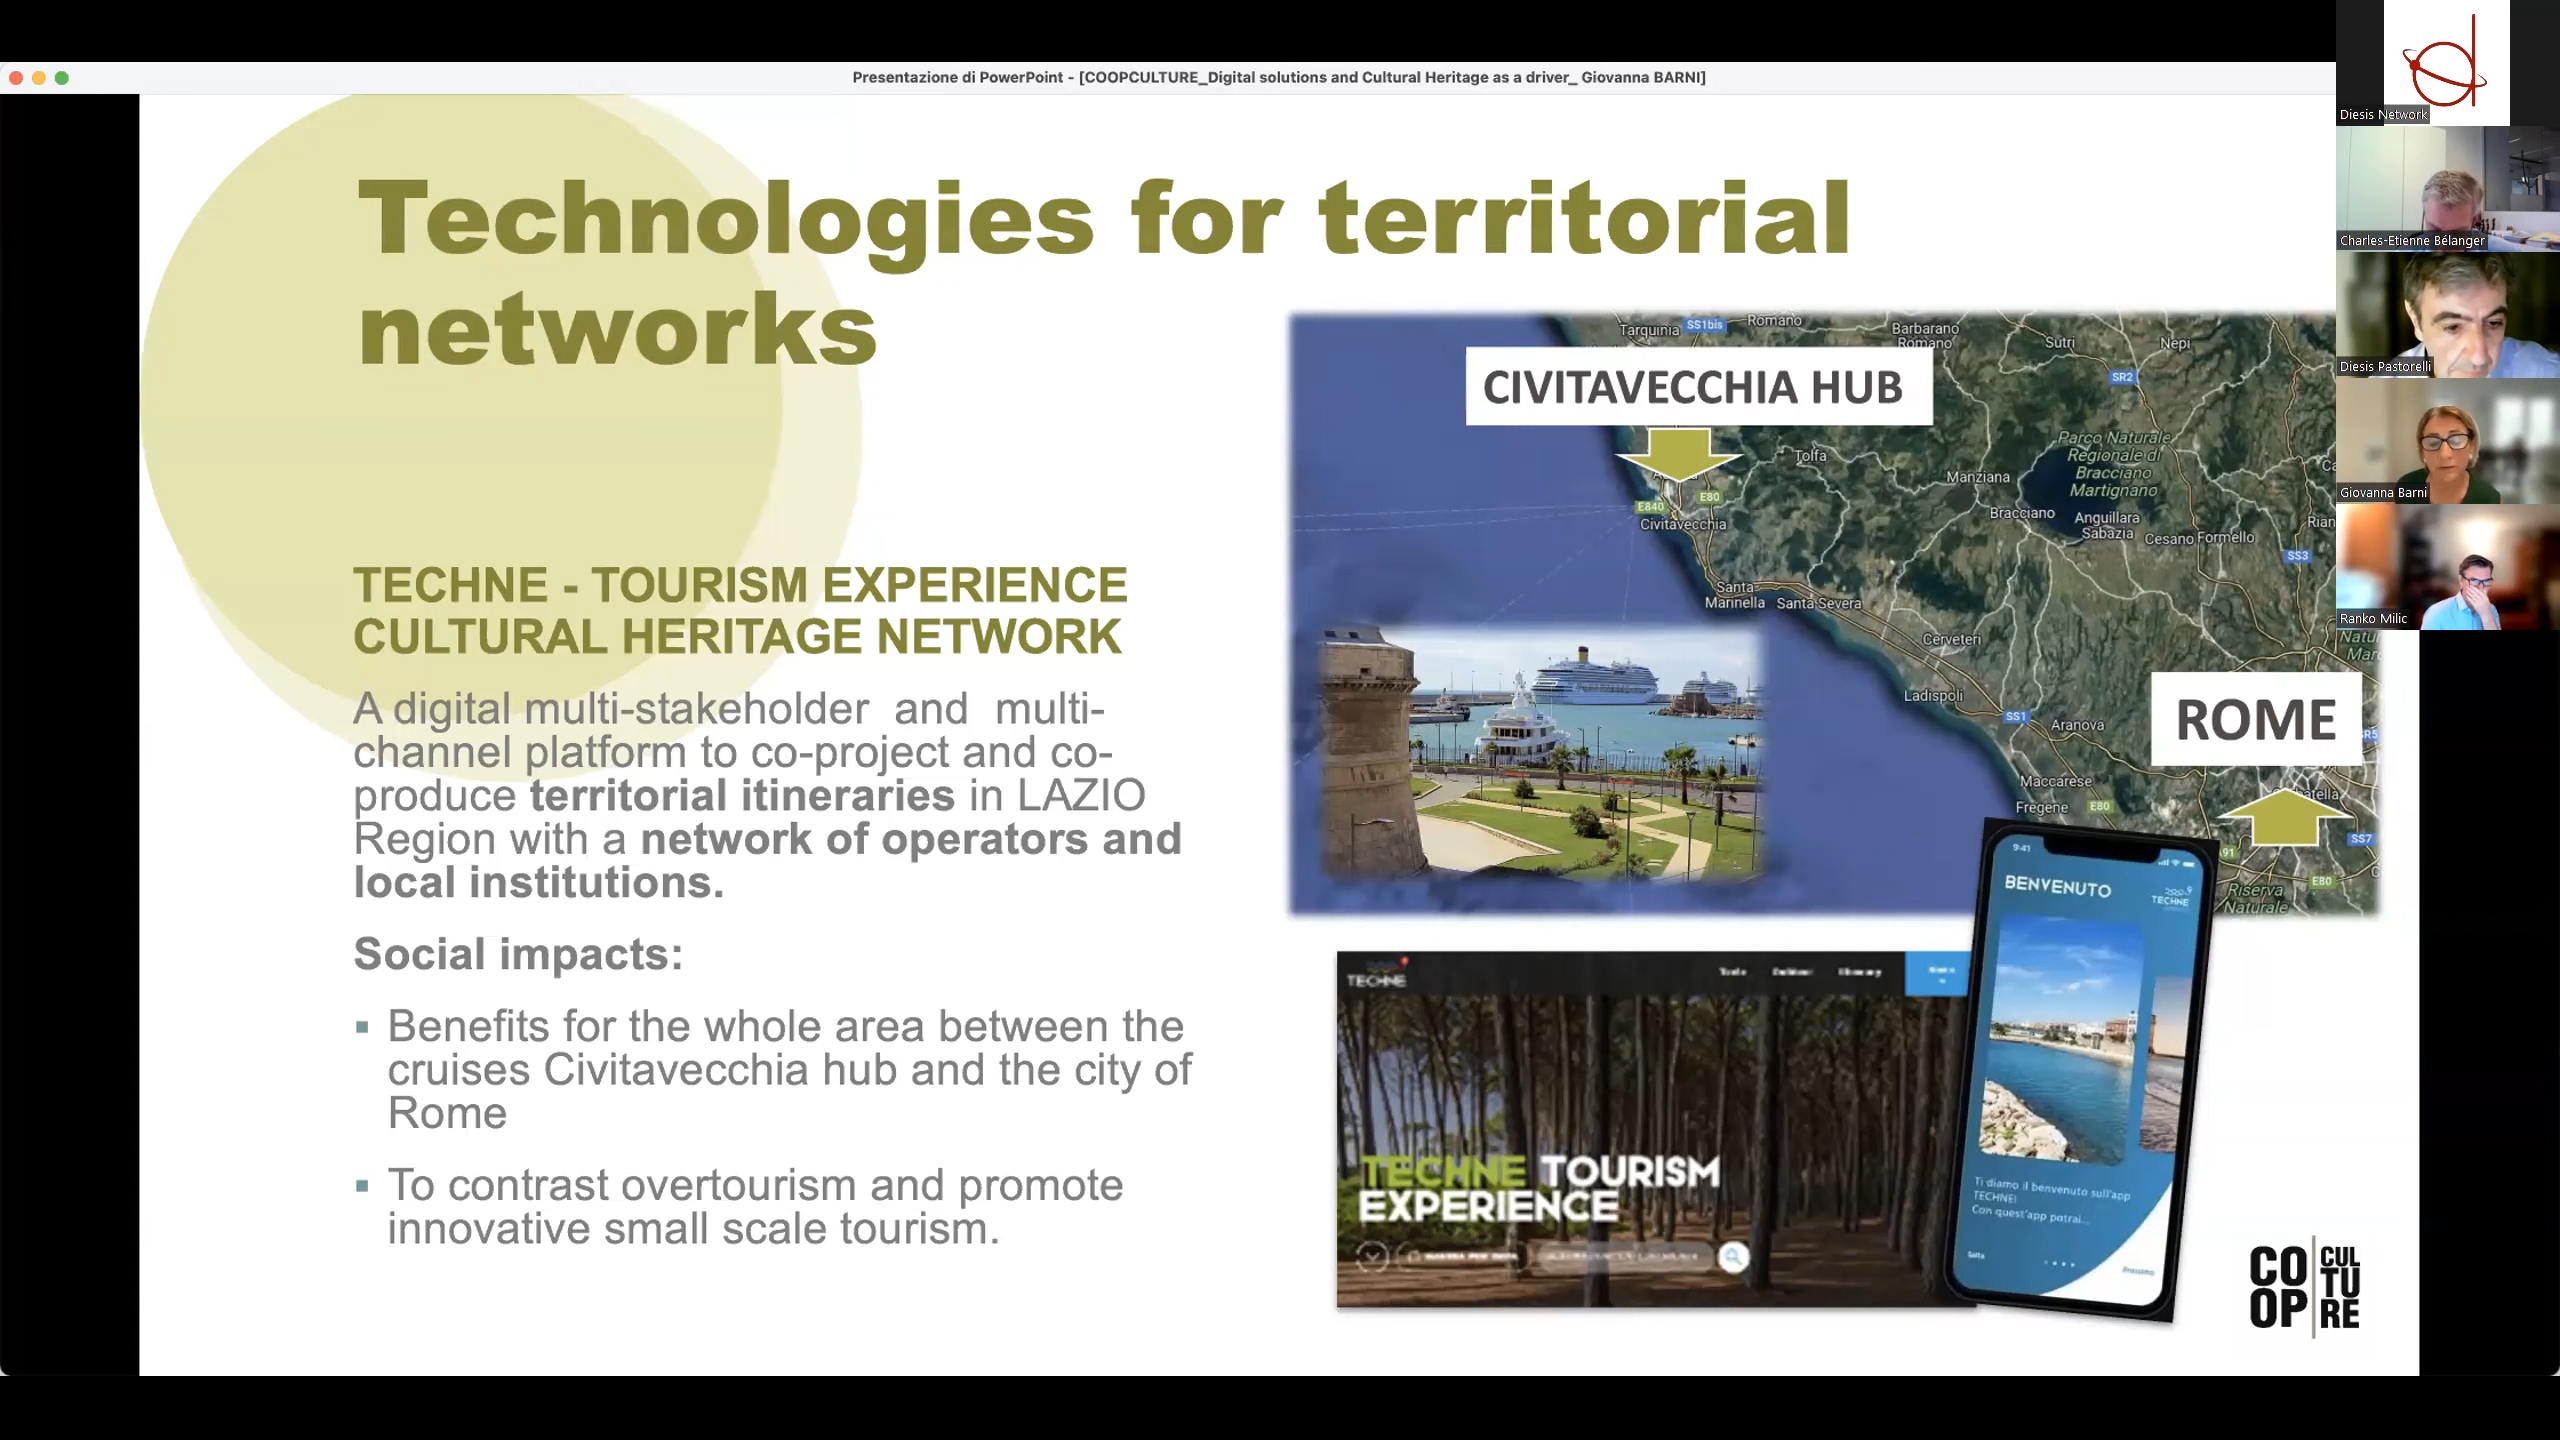 Presentazione di PowerPoint - [COOPCULTURE_Digital solutions and Cultural Heritage as a driver_ Giovanna BARNI]
Technologies for territorial
networks
TECHNE - TOURISM EXPERIENCE
CULTURAL HERITAGE NETWORK
A digital multi-stakeholder and multi-
channel platform to co-project and co-
produce territorial itineraries in LAZIO
Region with a network of operators and
local institutions.
Social impacts:
Benefits for the whole area between the
cruises Civitavecchia hub and the city of
Rome
To contrast overtourism and promote
innovative small scale tourism.
Tarquinia
SS1bis
Romano
Barbarano
Romano
Sutri
Nepi
SR2
CIVITAVECCHIA HUB
Tolfa
Parco Naturale
Regionale di
Bracciano
Martignano
Manziana
E80
E840
Civitavecchia
Bracciano
Anguillara
Sabazia
Cesano
Formello
SS3
Santa
Marinella
Santa Severa
Cerveteri
Ladispoli
SS1
Aranova
ROME
SR5
Maccarese
Fregene
E80
SS7
E82
Riserva
Naturale
9:41
BENVENUTO
TECHNE
Ti diamo il benvenuto sull'app
TECHNE!
Con quest'app potrai...
Salta
TECHNE
TECHNE TOURISM
EXPERIENCE
CO
OP
CUL
TU
RE
Diesis Network
Charles-Etienne Bélanger
Diesis Pastorelli
Giovanna Barni
Ranko Milic